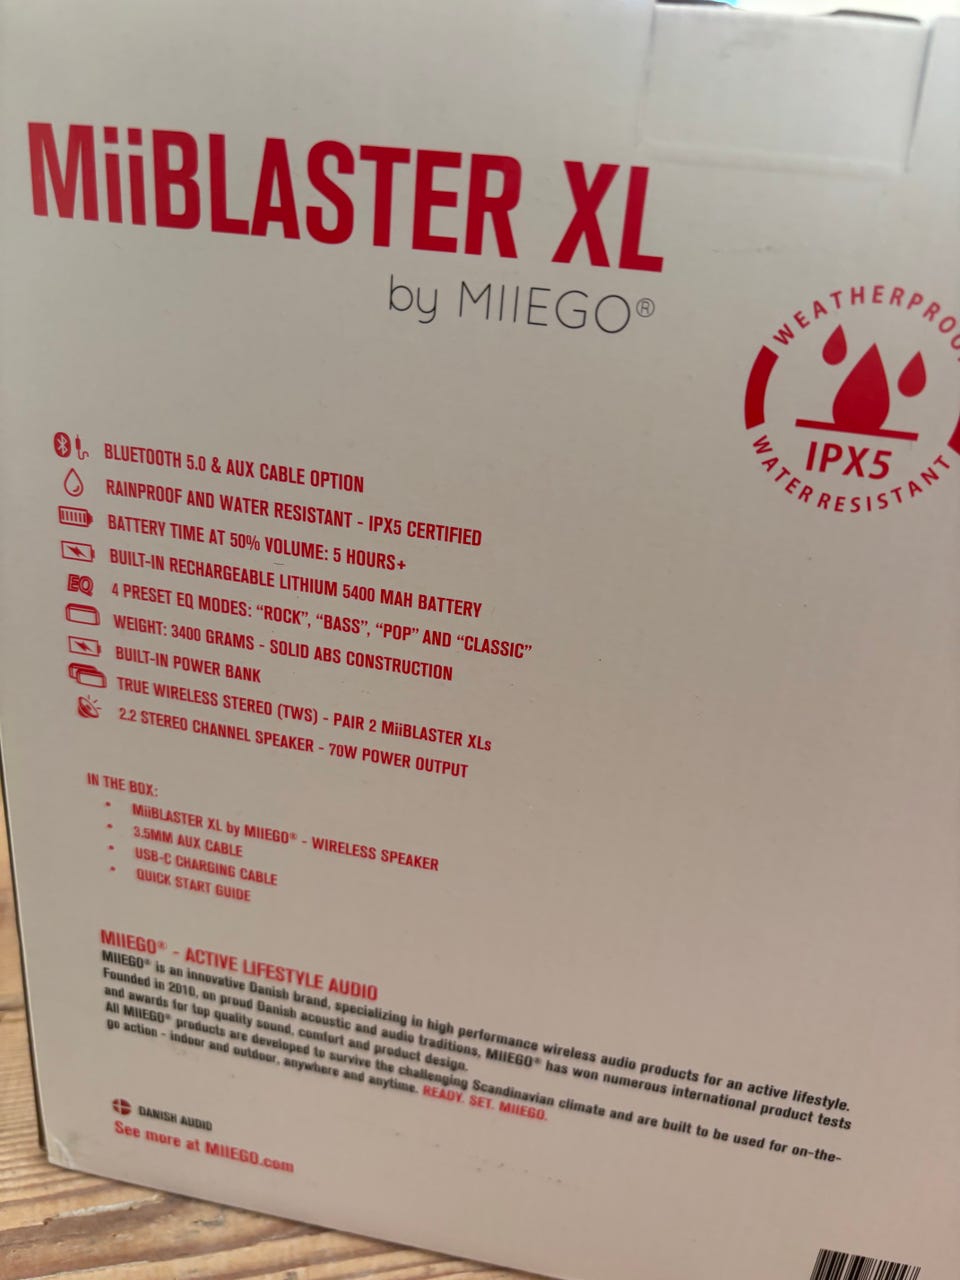 MiiBLASTER XL
by MIIEGO®
WEATHERPROOF
IPX5
WATER RESISTANT
BLUETOOTH 5.0 & AUX CABLE OPTION
RAINPROOF AND WATER RESISTANT - IPX5 CERTIFIED
BATTERY TIME AT 50% VOLUME: 5 HOURS+
BUILT-IN RECHARGEABLE LITHIUM 5400 MAH BATTERY
EQ 4 PRESET EQ MODES: “ROCK”, “BASS”, “POP” AND “CLASSIC”
WEIGHT: 3400 GRAMS - SOLID ABS CONSTRUCTION
BUILT-IN POWER BANK
TRUE WIRELESS STEREO (TWS) - PAIR 2 MiiBLASTER XLs
2.2 STEREO CHANNEL SPEAKER - 70W POWER OUTPUT
IN THE BOX:
• MiiBLASTER XL by MIIEGO® - WIRELESS SPEAKER
• 3.5MM AUX CABLE
• USB-C CHARGING CABLE
• QUICK START GUIDE
MIIEGO® - ACTIVE LIFESTYLE AUDIO
MIIEGO® is an innovative Danish brand, specializing in high performance wireless audio products for an active lifestyle.
Founded in 2010, on proud Danish acoustic and audio traditions, MIIEGO® has won numerous international product tests
and awards for top quality sound, comfort and product design.
All MIIEGO® products are developed to survive the challenging Scandinavian climate and are built to be used for on-the-
go action - indoor and outdoor, anywhere and anytime. READY. SET. MIIEGO.
DANISH AUDIO
See more at MIIEGO.com